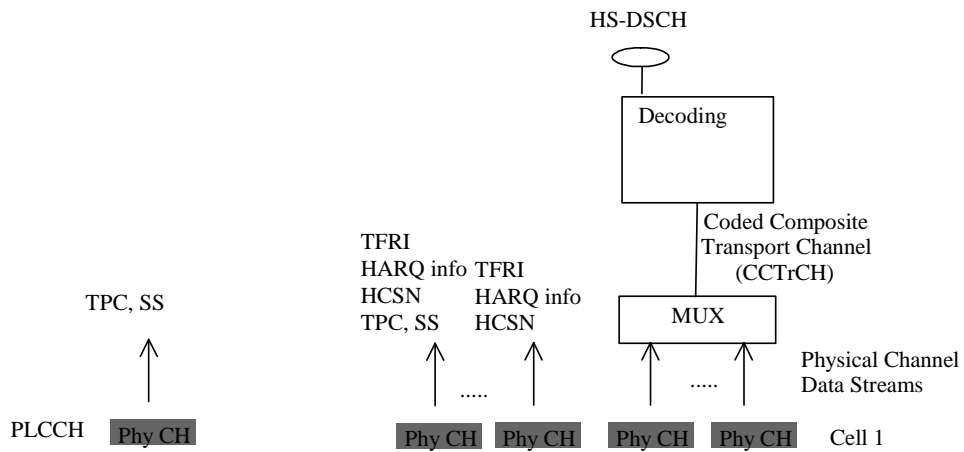 HS-DSCH
Decoding
Coded Composite
Transport Channel
(CCTrCH)
TFRI
HARQ info
HCSN
TPC, SS
TFRI
HARQ info
HCSN
TPC, SS
MUX
Physical Channel
Data Streams
.....
.....
PLCCH
Phy CH
Phy CH
Phy CH
Phy CH
Phy CH
Cell 1